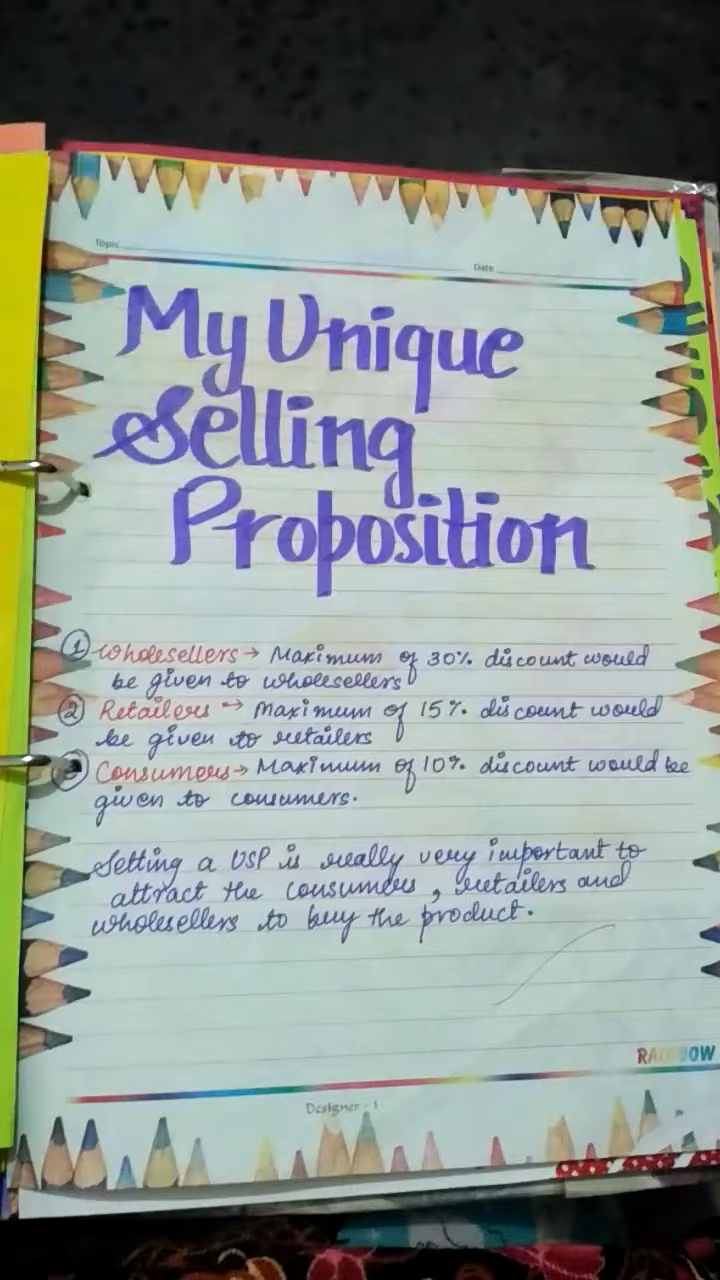 Topic
Date
My Unique
Selling
Proposition
① Wholesellers → Maximum of 30% discount would
be given to wholesellers
② Retailers → Maximum of 15% discount would
be given to retailers
③ Consumers → Maximum of 10% discount would be
given to consumers.
Setting a USP is really very important to
attract the consumers, retailers and
wholesellers to buy the product.
RAINBOW
Designer - 1